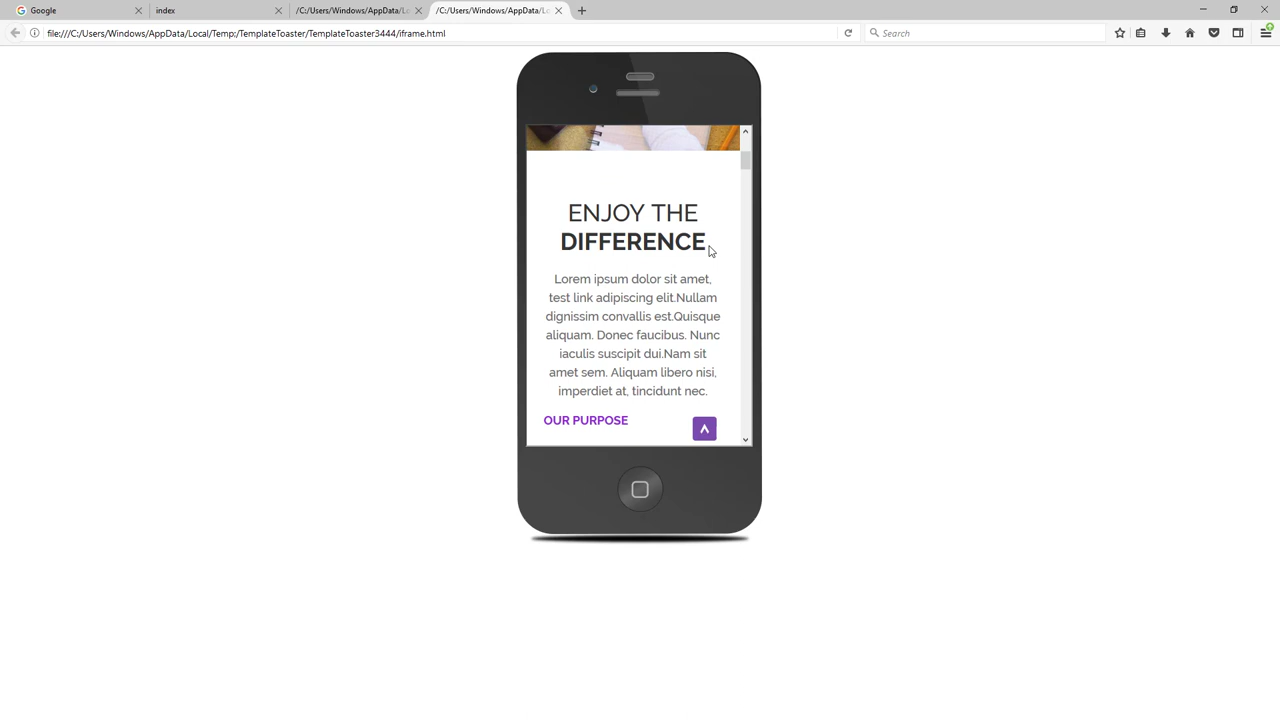 Google
index
/C:/Users/Windows/AppData/Lo
/C:/Users/Windows/AppData/Lo
file:///C:/Users/Windows/AppData/Local/Temp/TemplateToaster/TemplateToaster3444/iframe.html
Search
ENJOY THE
DIFFERENCE
Lorem ipsum dolor sit amet,
test link adipiscing elit.Nullam
dignissim convallis est.Quisque
aliquam. Donec faucibus. Nunc
iaculis suscipit dui.Nam sit
amet sem. Aliquam libero nisi,
imperdiet at, tincidunt nec.
OUR PURPOSE